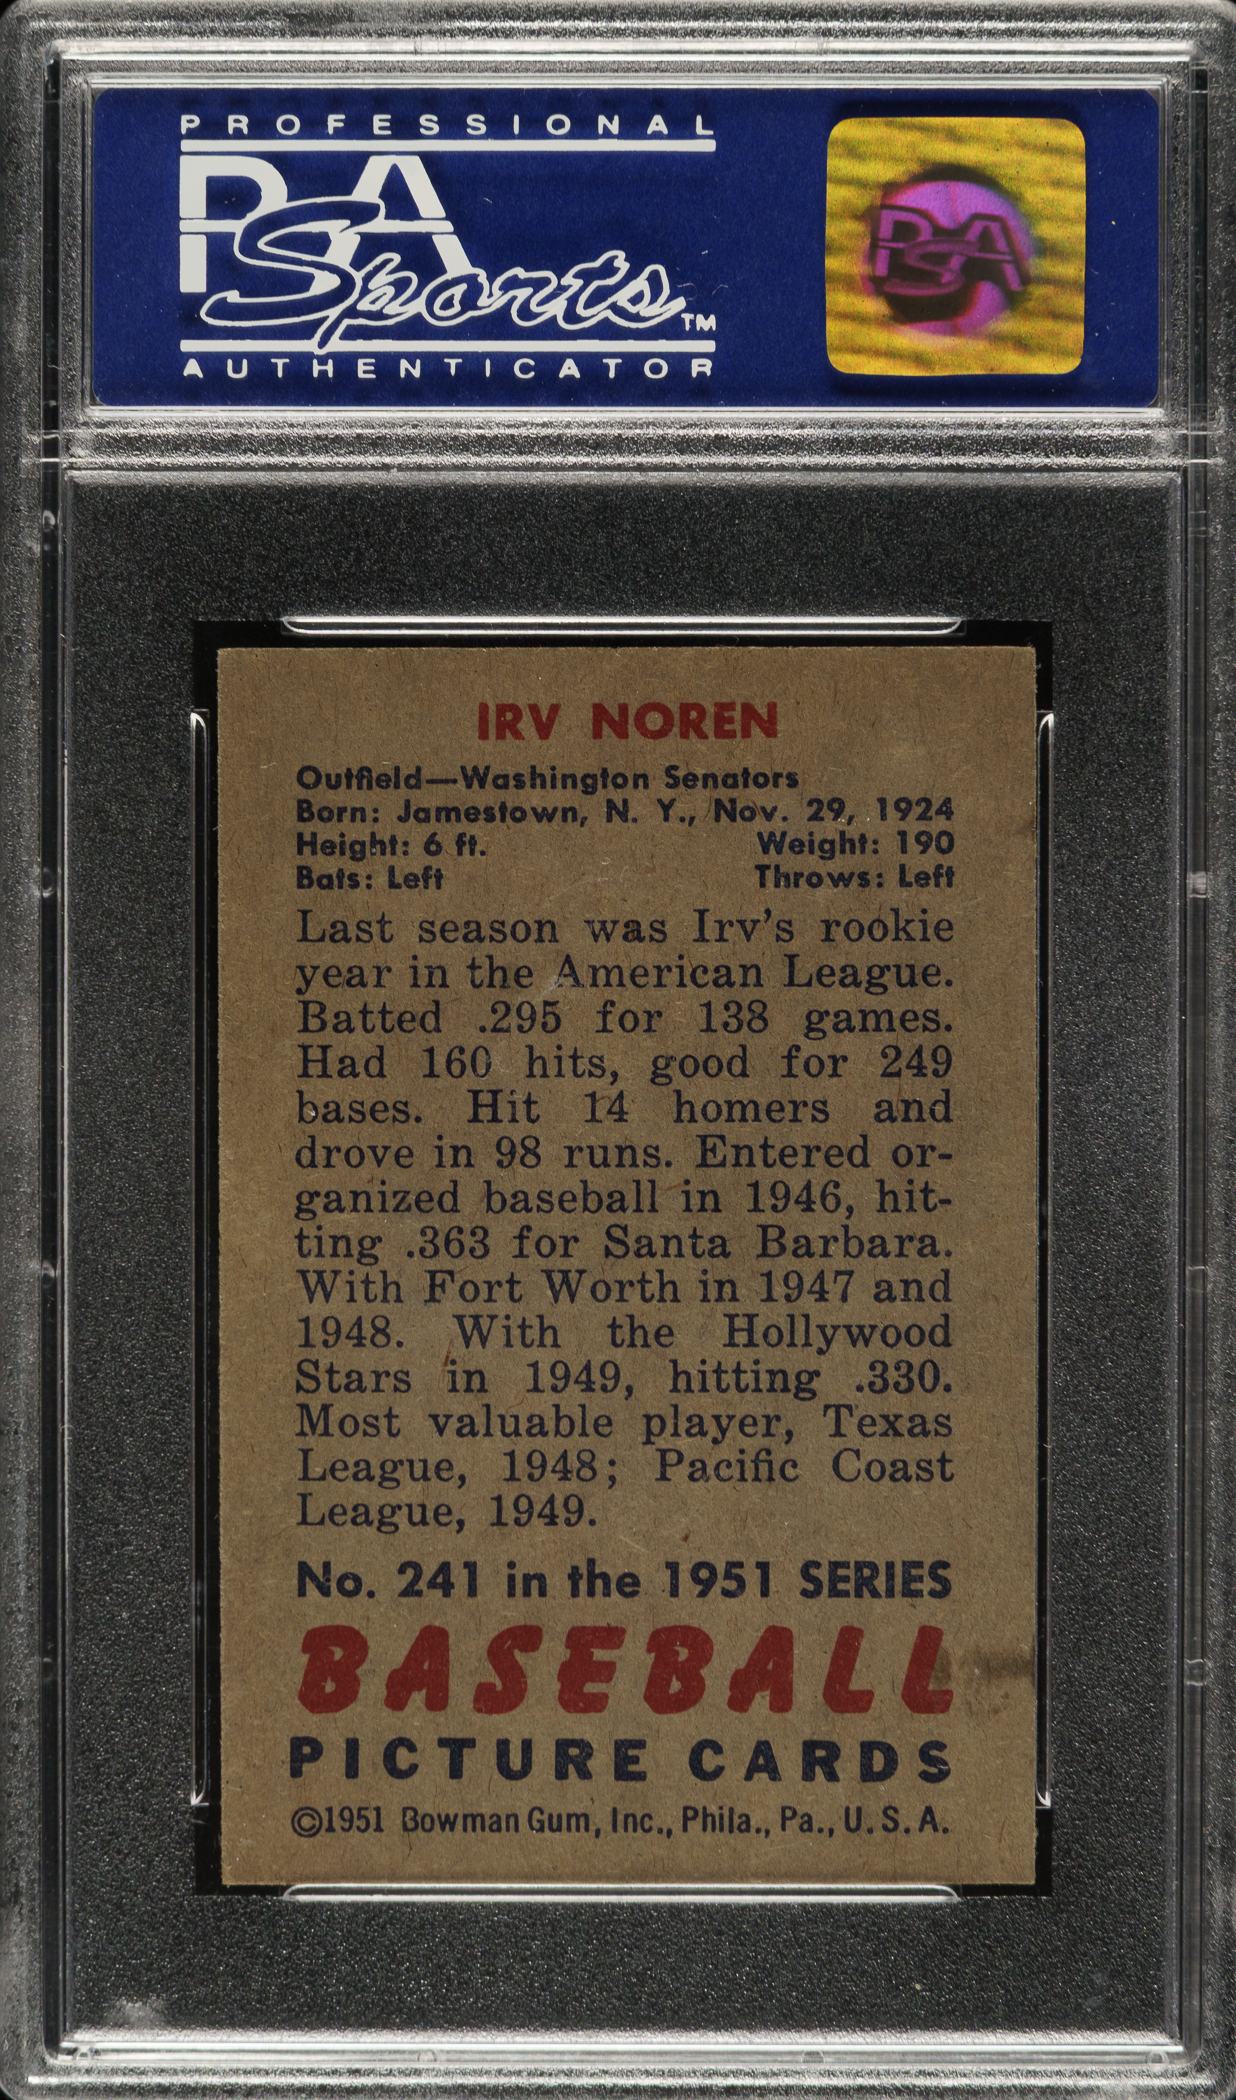 PROFESSIONAL
PSA
Sports™
AUTHENTICATOR
PSA
IRV NOREN
Outfield—Washington Senators
Born: Jamestown, N. Y., Nov. 29, 1924
Height: 6 ft. Weight: 190
Bats: Left Throws: Left
Last season was Irv's rookie
year in the American League.
Batted .295 for 138 games.
Had 160 hits, good for 249
bases. Hit 14 homers and
drove in 98 runs. Entered or-
ganized baseball in 1946, hit-
ting .363 for Santa Barbara.
With Fort Worth in 1947 and
1948. With the Hollywood
Stars in 1949, hitting .330.
Most valuable player, Texas
League, 1948; Pacific Coast
League, 1949.
No. 241 in the 1951 SERIES
BASEBALL
PICTURE CARDS
©1951 Bowman Gum, Inc., Phila., Pa., U. S. A.